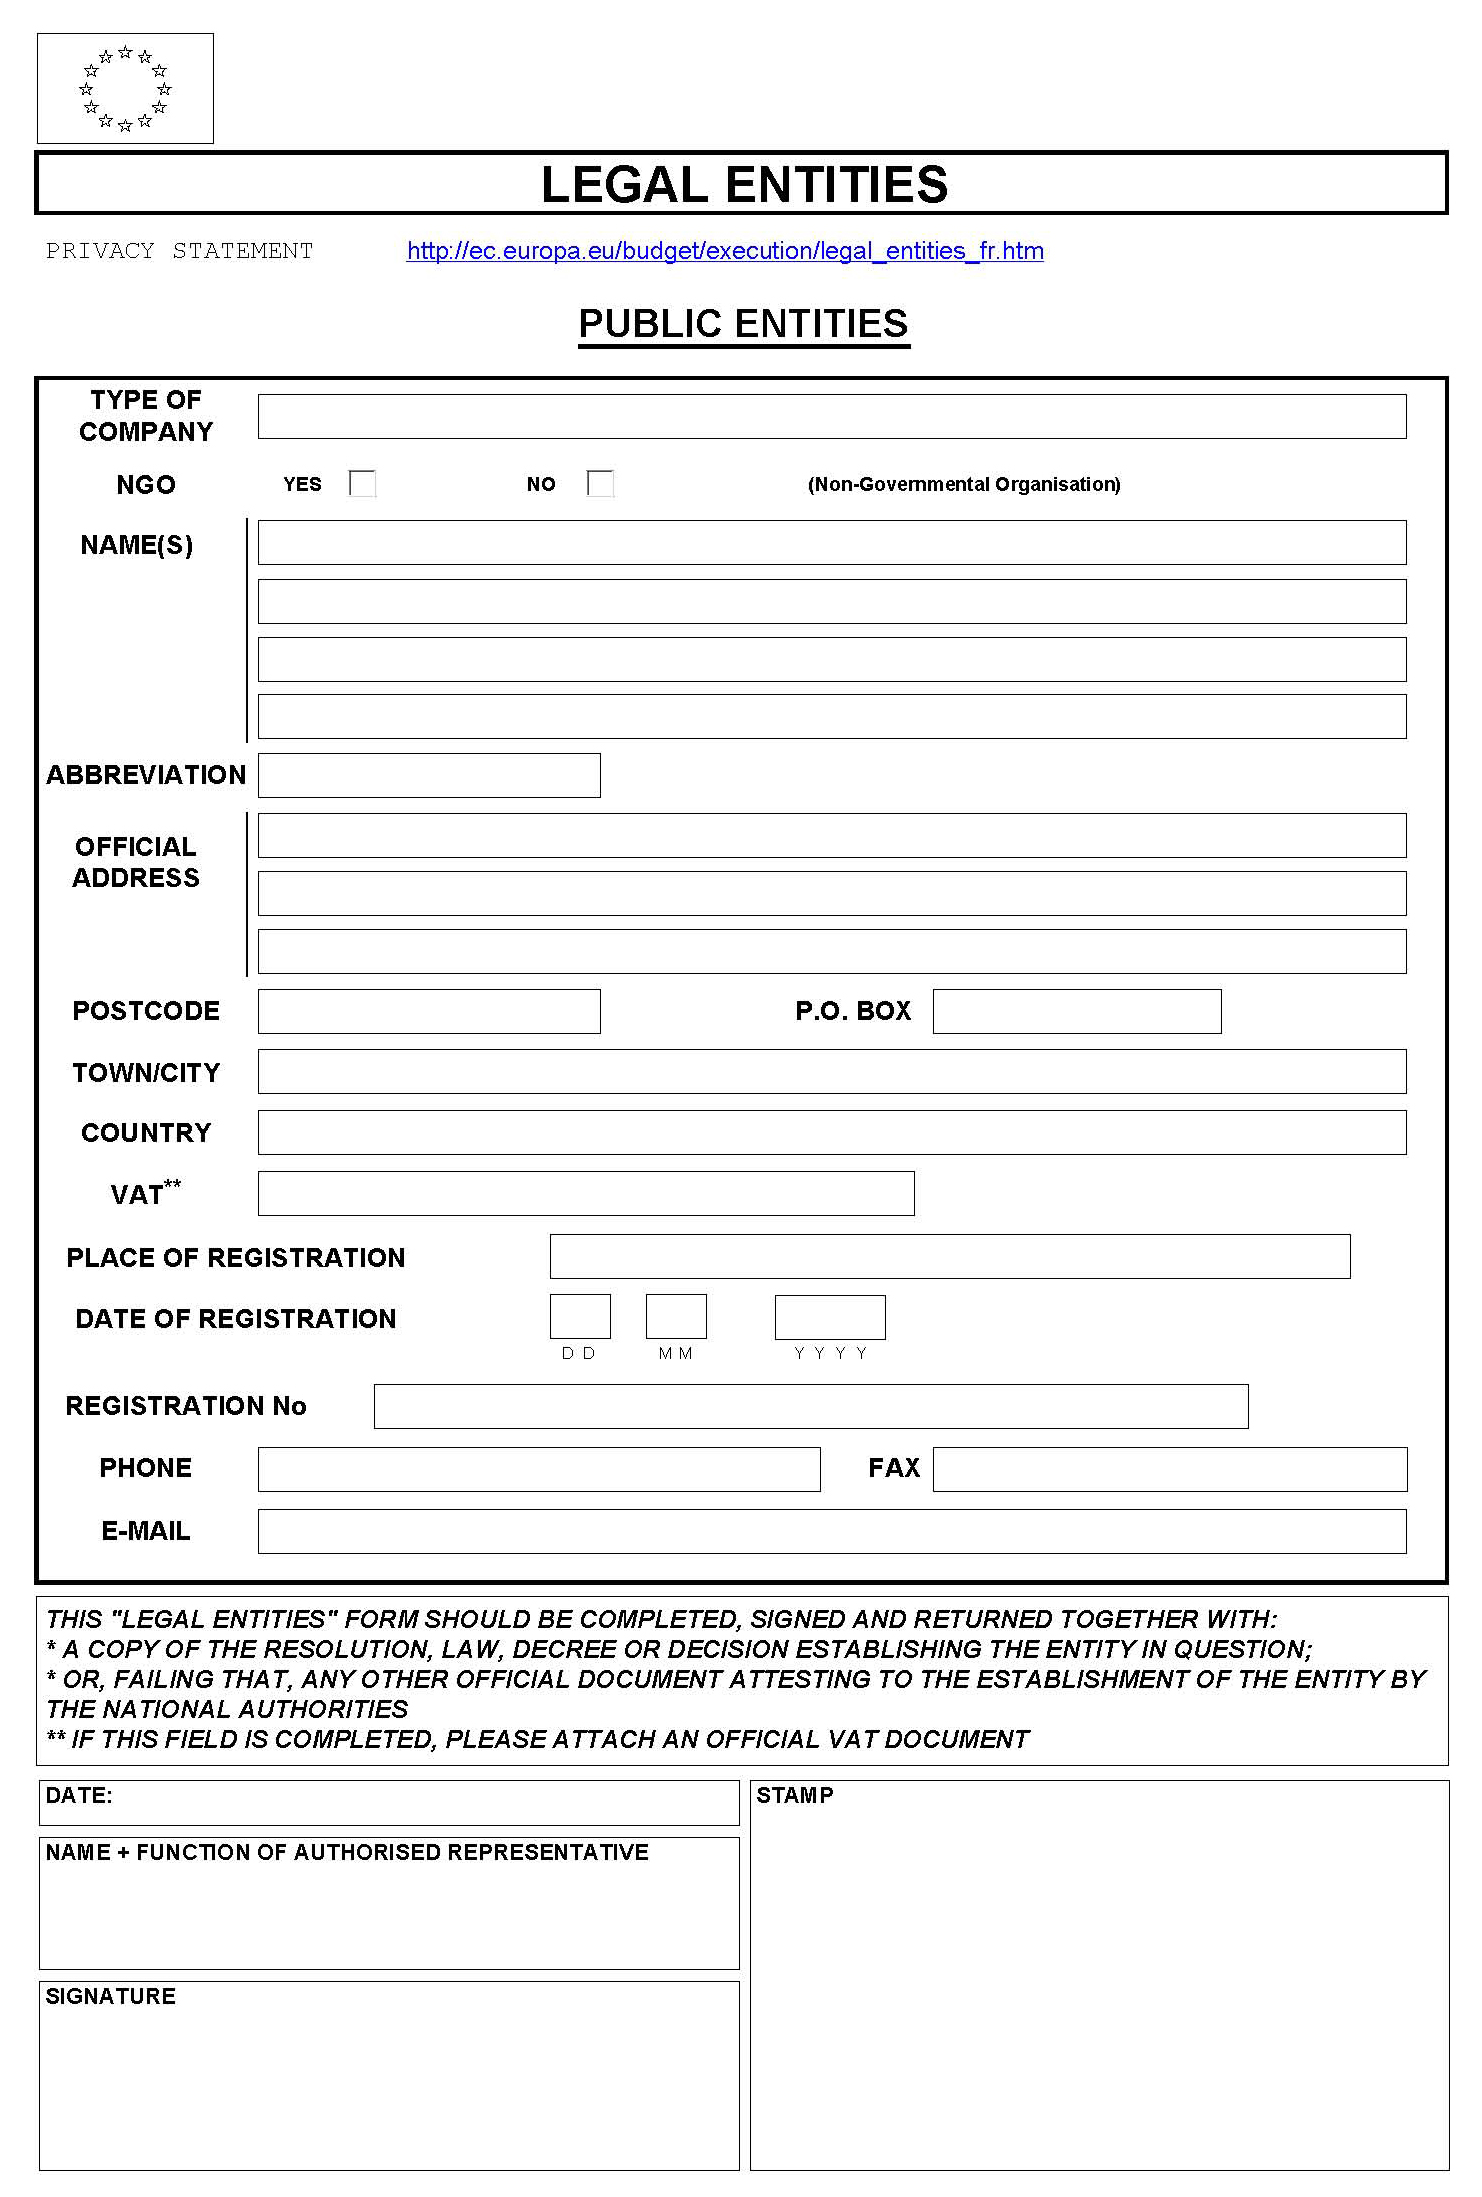 LEGAL ENTITIES
PRIVACY STATEMENT http://ec.europa.eu/budget/execution/legal_entities_fr.htm
PUBLIC ENTITIES
TYPE OF
COMPANY
NGO YES NO (Non-Governmental Organisation)
NAME(S)
ABBREVIATION
OFFICIAL
ADDRESS
POSTCODE P.O. BOX
TOWN/CITY
COUNTRY
VAT**
PLACE OF REGISTRATION
DATE OF REGISTRATION
D D M M Y Y Y Y
REGISTRATION No
PHONE FAX
E-MAIL
THIS "LEGAL ENTITIES" FORM SHOULD BE COMPLETED, SIGNED AND RETURNED TOGETHER WITH:
* A COPY OF THE RESOLUTION, LAW, DECREE OR DECISION ESTABLISHING THE ENTITY IN QUESTION;
* OR, FAILING THAT, ANY OTHER OFFICIAL DOCUMENT ATTESTING TO THE ESTABLISHMENT OF THE ENTITY BY
THE NATIONAL AUTHORITIES
** IF THIS FIELD IS COMPLETED, PLEASE ATTACH AN OFFICIAL VAT DOCUMENT
DATE: STAMP
NAME + FUNCTION OF AUTHORISED REPRESENTATIVE
SIGNATURE